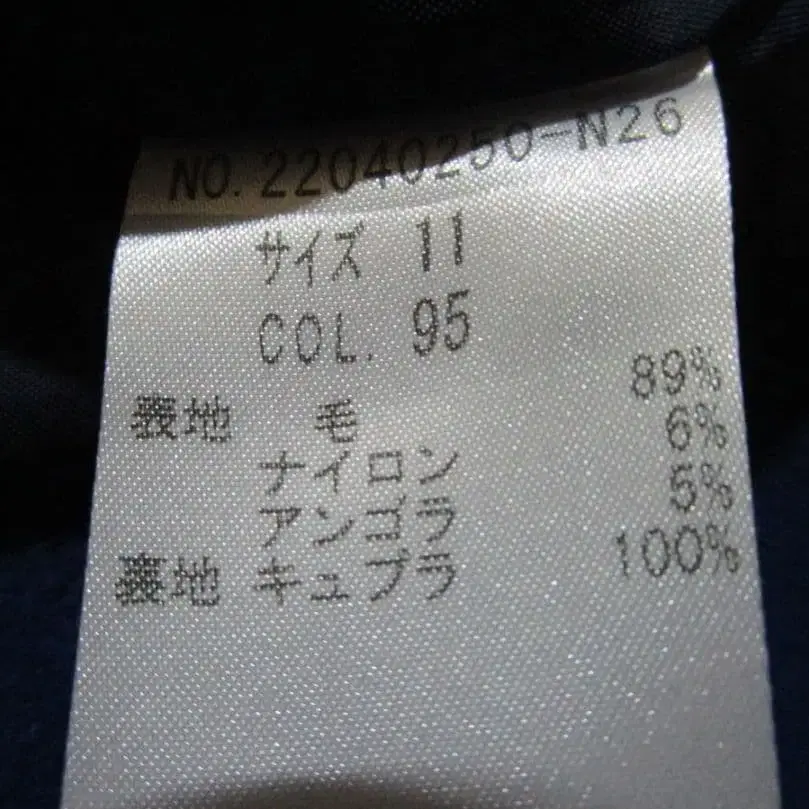 NO. 22040250-N26
サイズ 11
COL. 95
表地 毛 89%
ナイロン 6%
アンゴラ 5%
裏地 キュプラ 100%